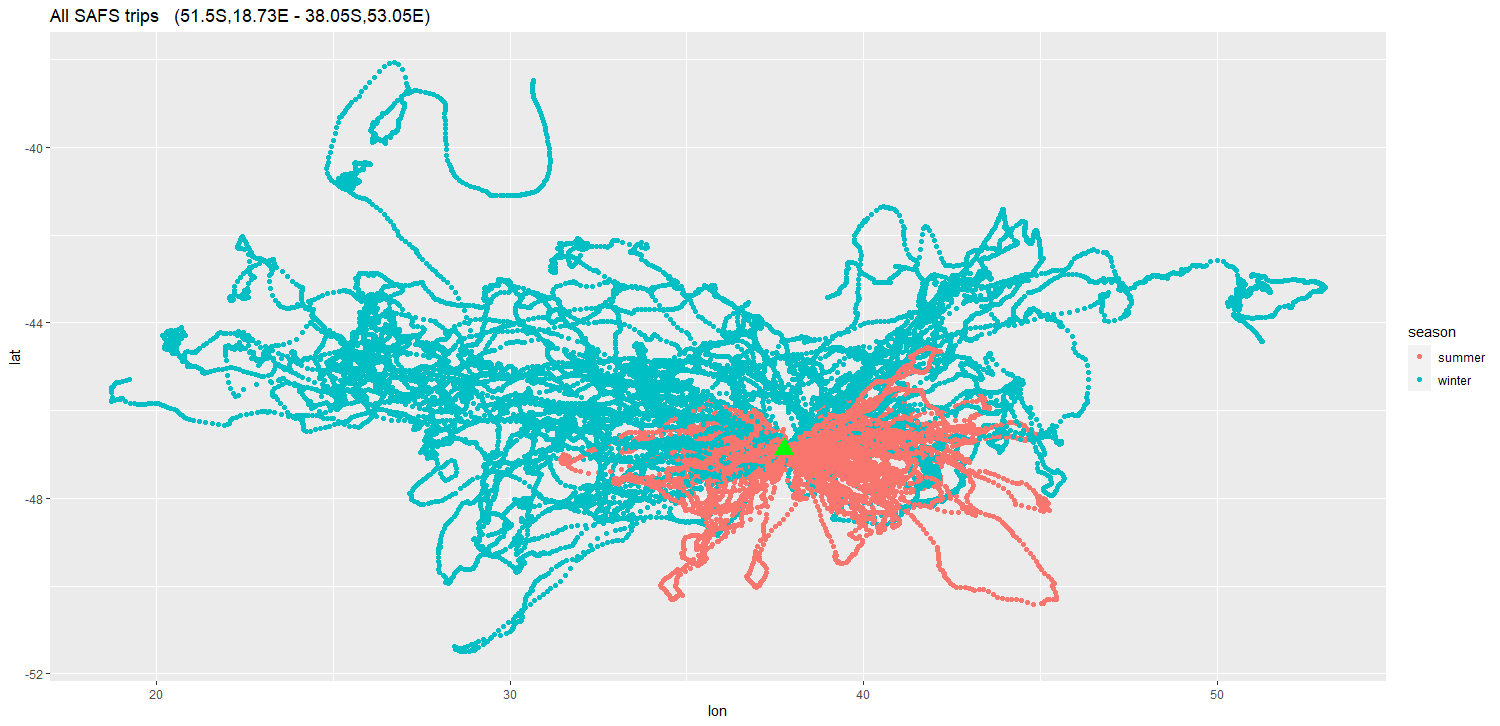 All SAFS trips (51.5S,18.73E - 38.05S,53.05E)
-40
-44
-48
-52
lat
20 30 40 50
lon
season
summer
winter